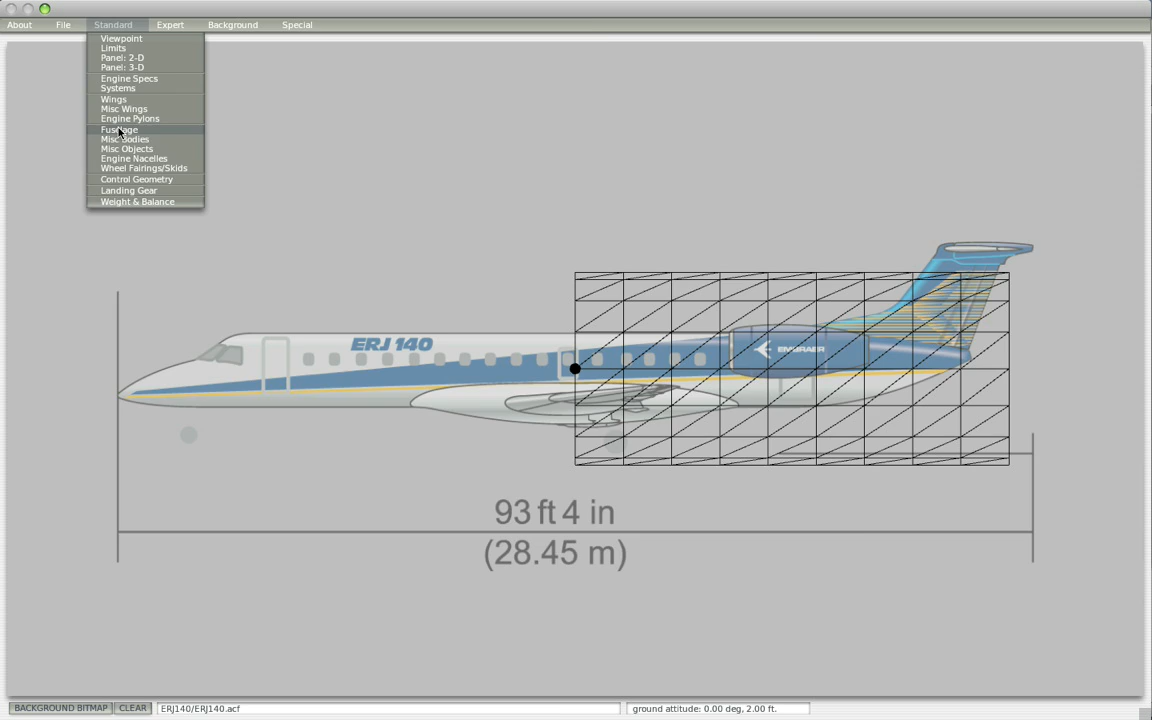 About File Standard Expert Background Special
Viewpoint
Limits
Panel: 2-D
Panel: 3-D
Engine Specs
Systems
Wings
Misc Wings
Engine Pylons
Fuselage
Misc Bodies
Misc Objects
Engine Nacelles
Wheel Fairings/Skids
Control Geometry
Landing Gear
Weight & Balance
ERJ 140
EMBRAER
93 ft 4 in
(28.45 m)
BACKGROUND BITMAP CLEAR ERJ140/ERJ140.acf ground attitude: 0.00 deg, 2.00 ft.